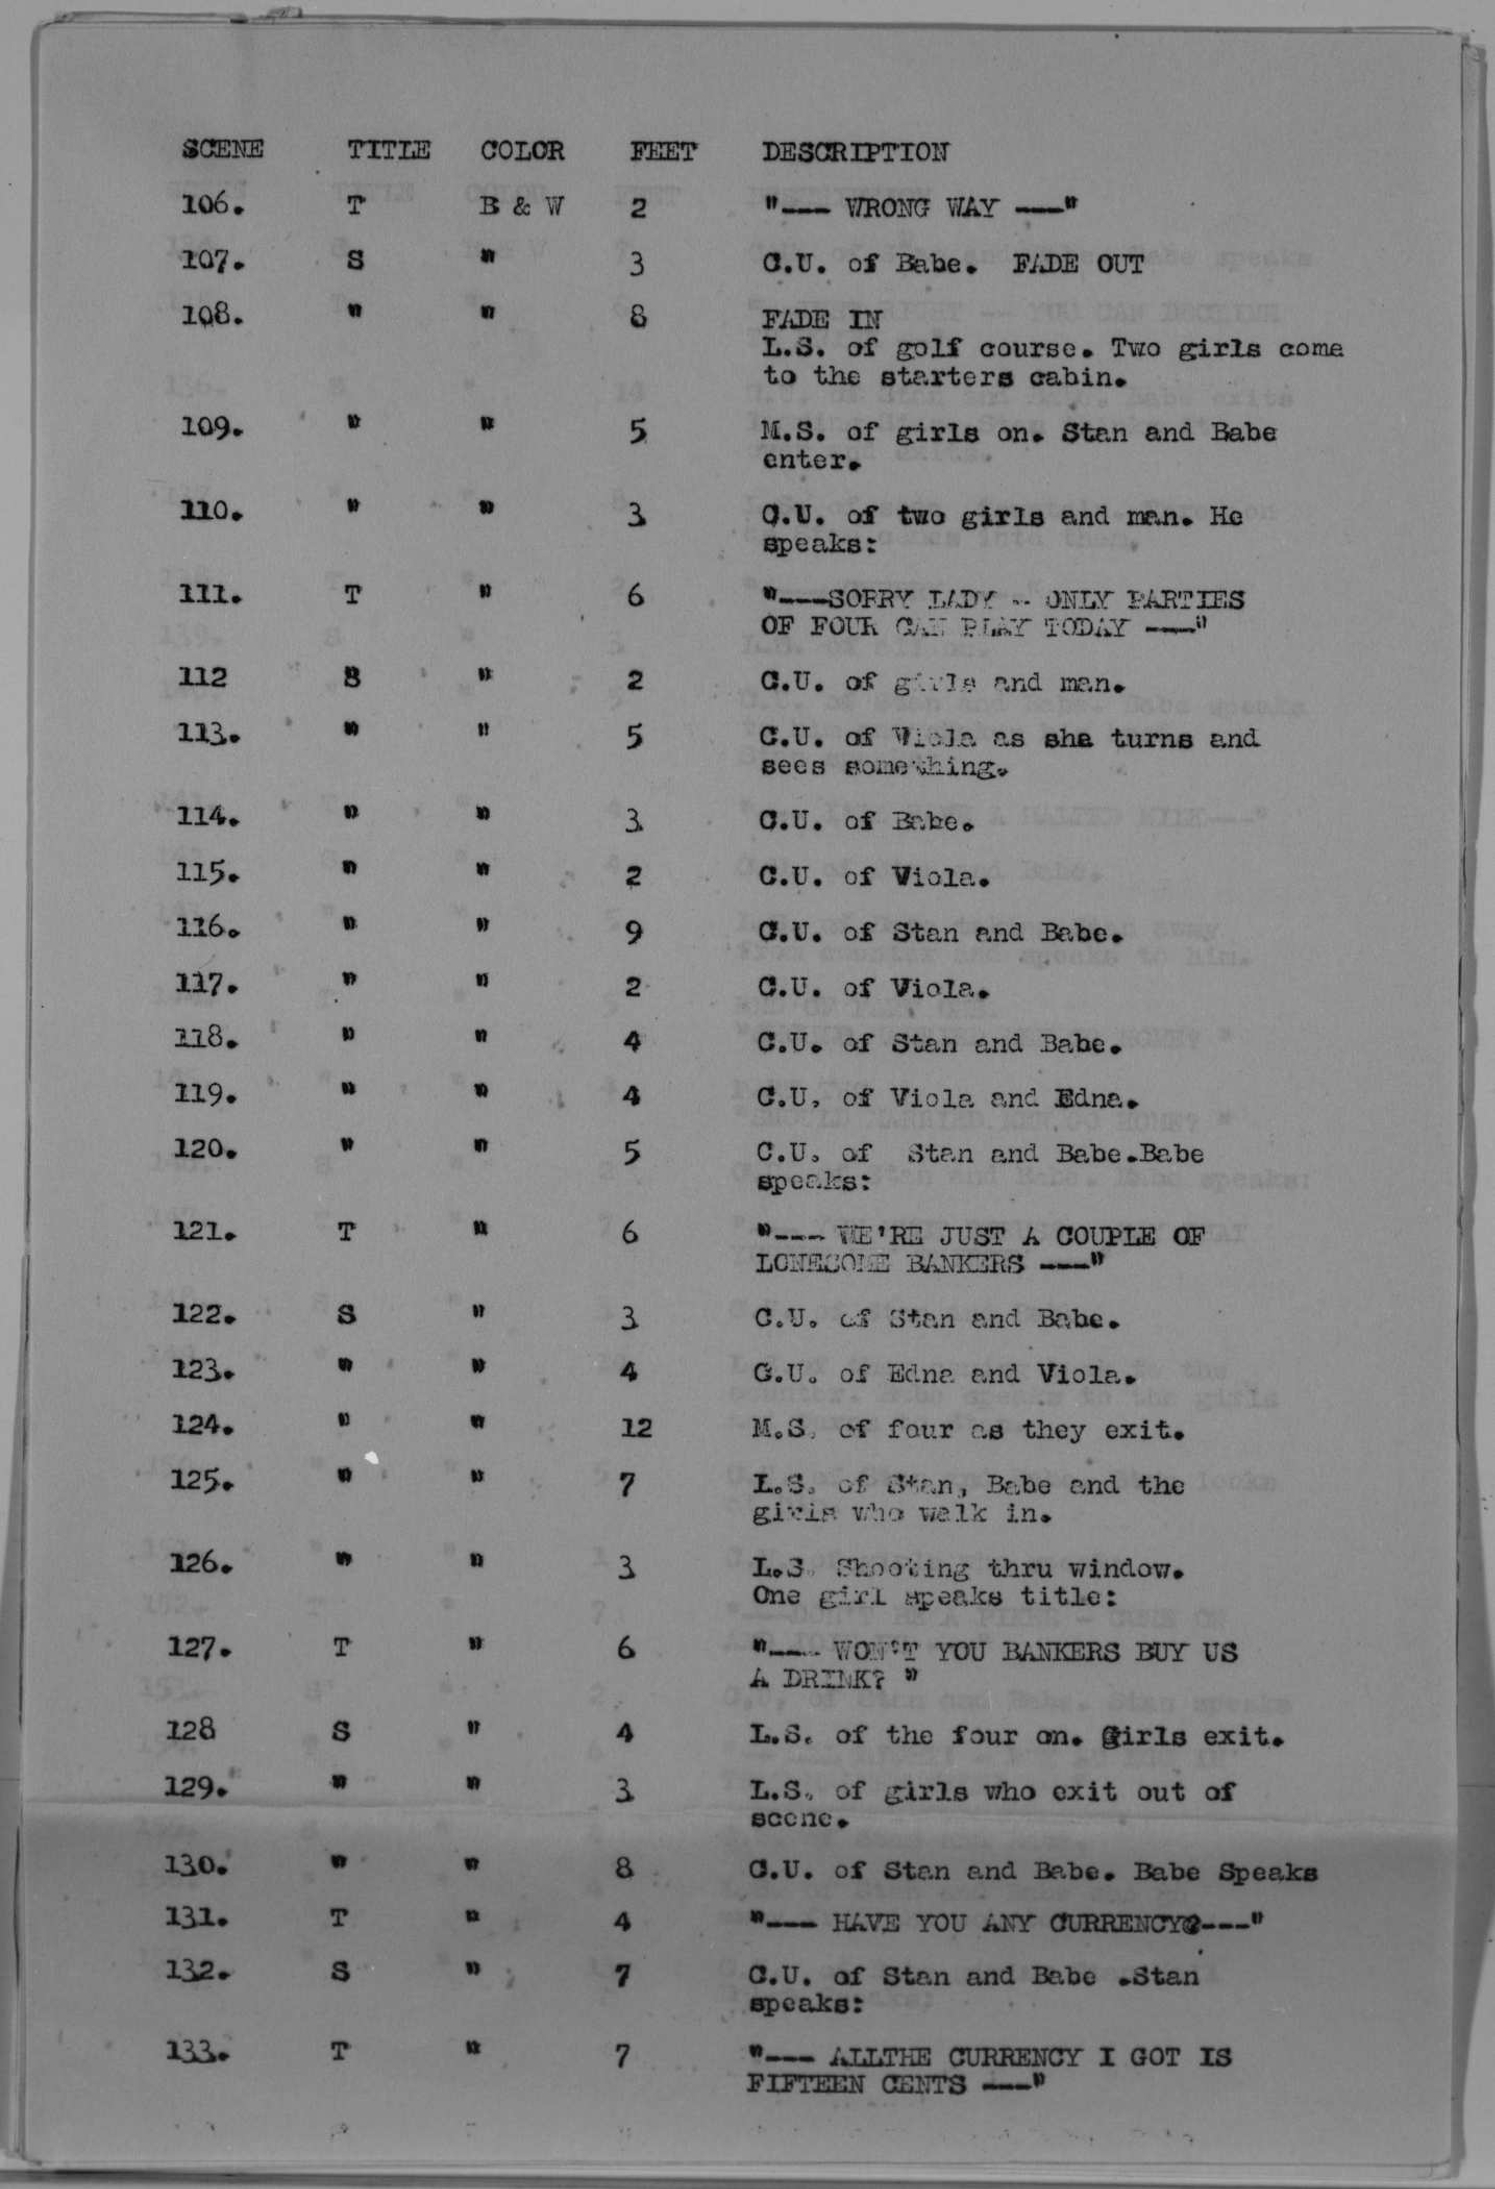 SCENE TITLE COLOR FEET DESCRIPTION
106. T B & W 2 "--- WRONG WAY ---"
107. S " 3 C.U. of Babe. FADE OUT
108. " " 8 FADE IN
L.S. of golf course. Two girls come
to the starters cabin.
109. " " 5 M.S. of girls on. Stan and Babe
enter.
110. " " 3 C.U. of two girls and man. He
speaks:
111. T " 6 "---SORRY LADY -- ONLY PARTIES
OF FOUR CAN PLAY TODAY ---"
112 S " 2 C.U. of girls and man.
113. " " 5 C.U. of Viola as she turns and
sees something.
114. " " 3 C.U. of Babe.
115. " " 2 C.U. of Viola.
116. " " 9 C.U. of Stan and Babe.
117. " " 2 C.U. of Viola.
118. " " 4 C.U. of Stan and Babe.
119. " " 4 C.U. of Viola and Edna.
120. " " 5 C.U. of Stan and Babe.Babe
speaks:
121. T " 6 "--- WE'RE JUST A COUPLE OF
LONESOME BANKERS ---"
122. S " 3 C.U. of Stan and Babe.
123. " " 4 C.U. of Edna and Viola.
124. " " 12 M.S. of four as they exit.
125. " " 7 L.S. of Stan, Babe and the
girls who walk in.
126. " " 3 L.S. Shooting thru window.
One girl speaks title:
127. T " 6 "--- WON'T YOU BANKERS BUY US
A DRINK? "
128 S " 4 L.S. of the four on. Girls exit.
129. " " 3 L.S. of girls who exit out of
scene.
130. " " 8 C.U. of Stan and Babe. Babe Speaks
131. T " 4 "--- HAVE YOU ANY CURRENCY?---"
132. S " 7 C.U. of Stan and Babe .Stan
speaks:
133. T " 7 "--- ALLTHE CURRENCY I GOT IS
FIFTEEN CENTS ---"